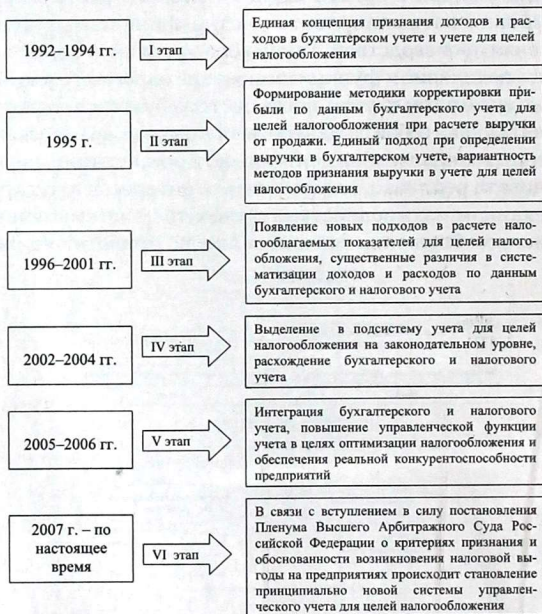 1992–1994 гг.
I этап
Единая концепция признания доходов и рас-
ходов в бухгалтерском учете и учете для целей
налогообложения
1995 г.
II этап
Формирование методики корректировки при-
были по данным бухгалтерского учета для
целей налогообложения при расчете выручки
от продажи. Единый подход при определении
выручки в бухгалтерском учете, вариантность
методов признания выручки в учете для целей
налогообложения
1996–2001 гг.
III этап
Появление новых подходов в расчете нало-
гооблагаемых показателей для целей налого-
обложения, существенные различия в систе-
матизации доходов и расходов по данным
бухгалтерского и налогового учета
2002–2004 гг.
IV этап
Выделение в подсистему учета для целей
налогообложения на законодательном уровне,
расхождение бухгалтерского и налогового
учета
2005–2006 гг.
V этап
Интеграция бухгалтерского и налогового
учета, повышение управленческой функции
учета в целях оптимизации налогообложения и
обеспечения реальной конкурентоспособности
предприятий
2007 г. – по
настоящее
время
VI этап
В связи с вступлением в силу постановления
Пленума Высшего Арбитражного Суда Рос-
сийской Федерации о критериях признания и
обоснованности возникновения налоговой вы-
годы на предприятиях происходит становление
принципиально новой системы управлен-
ческого учета для целей налогообложения